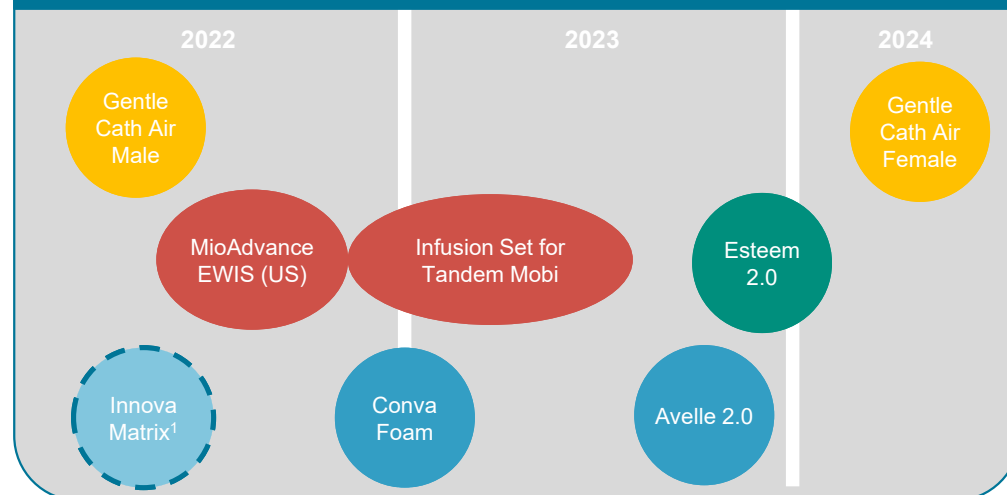 2022
2023
2024
Gentle
Cath Air
Male
Gentle
Cath Air
Female
MioAdvance
EWIS (US)
Infusion Set for
Tandem Mobi
Esteem
2.0
Innova
Matrix¹
Conva
Foam
Avelle 2.0